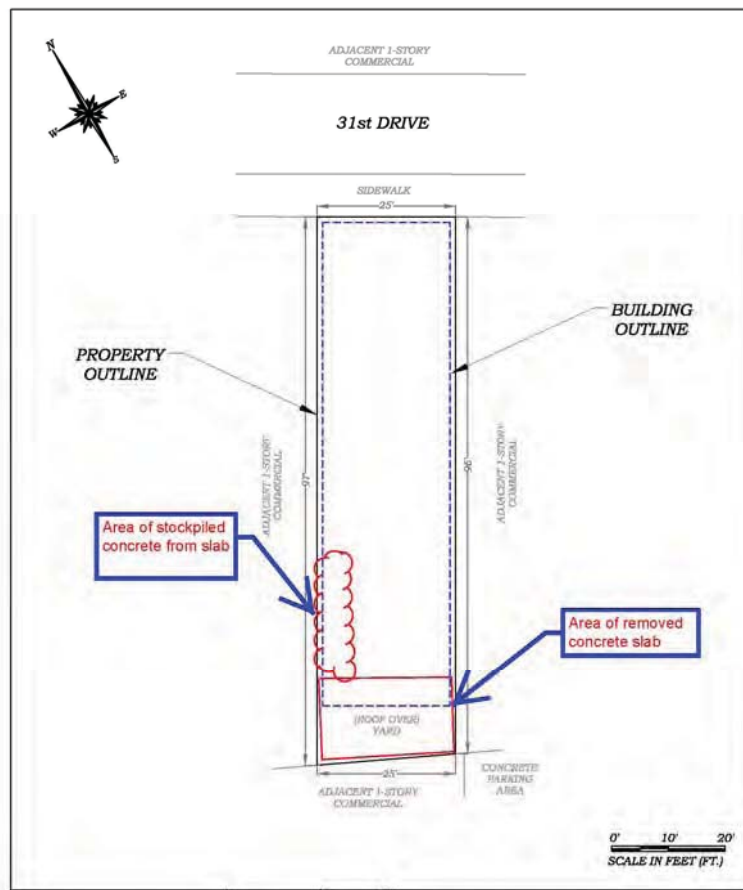 N
E
W
S
ADJACENT 1-STORY
COMMERCIAL
31st DRIVE
SIDEWALK
25'
BUILDING
OUTLINE
PROPERTY
OUTLINE
ADJACENT 1-STORY
COMMERCIAL
97'
96'
ADJACENT 1-STORY
COMMERCIAL
Area of stockpiled
concrete from slab
Area of removed
concrete slab
(ROOF OVER)
YARD
25'
ADJACENT 1-STORY
COMMERCIAL
CONCRETE
PARKING
AREA
0' 10' 20'
SCALE IN FEET (FT.)